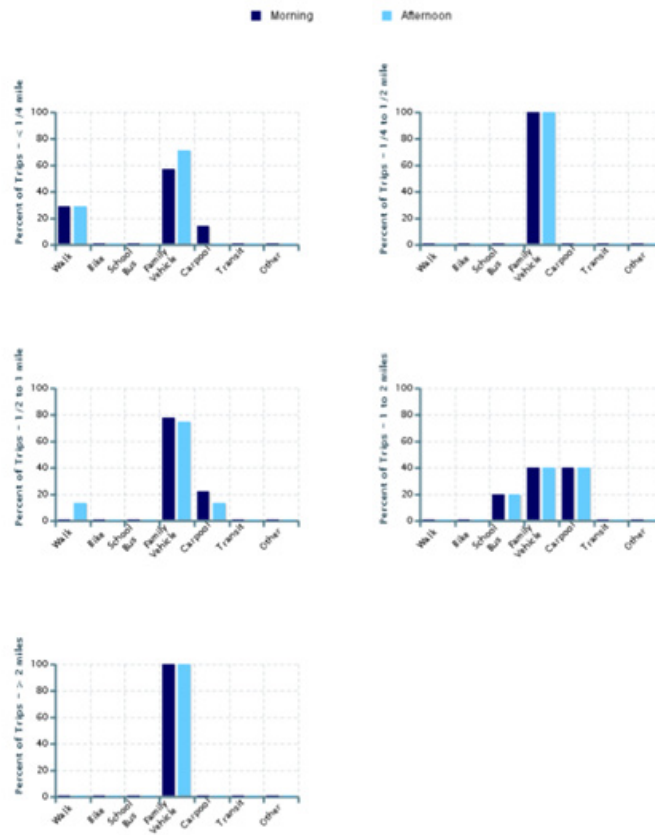 Morning Afternoon
Percent of Trips - < 1/4 mile
100
80
60
40
20
0
Walk
Bike
School Bus
Family Vehicle
Carpool
Transit
Other
Percent of Trips - 1/4 to 1/2 mile
100
80
60
40
20
0
Walk
Bike
School Bus
Family Vehicle
Carpool
Transit
Other
Percent of Trips - 1/2 to 1 mile
100
80
60
40
20
0
Walk
Bike
School Bus
Family Vehicle
Carpool
Transit
Other
Percent of Trips - 1 to 2 miles
100
80
60
40
20
0
Walk
Bike
School Bus
Family Vehicle
Carpool
Transit
Other
Percent of Trips - > 2 miles
100
80
60
40
20
0
Walk
Bike
School Bus
Family Vehicle
Carpool
Transit
Other